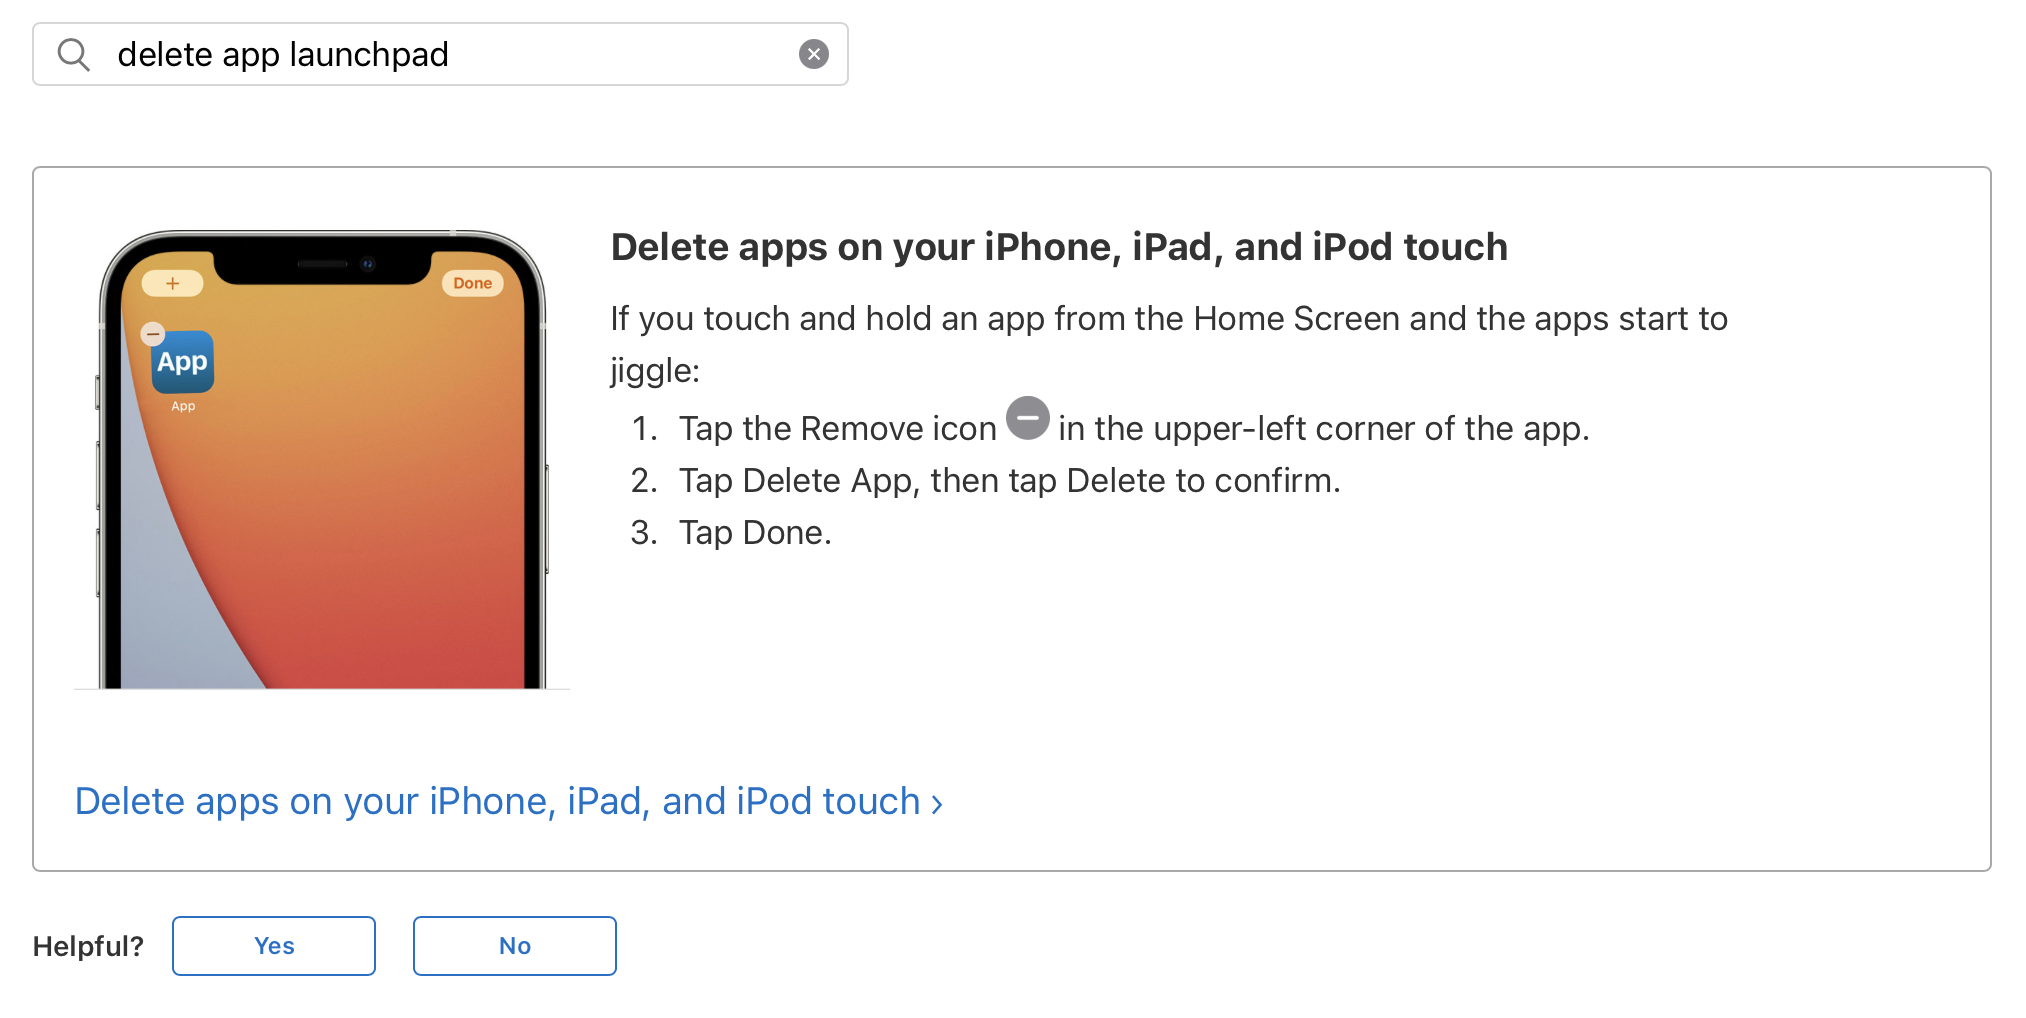 delete app launchpad
Delete apps on your iPhone, iPad, and iPod touch
If you touch and hold an app from the Home Screen and the apps start to
jiggle:
1. Tap the Remove icon in the upper-left corner of the app.
2. Tap Delete App, then tap Delete to confirm.
3. Tap Done.
+ Done
App
App
Delete apps on your iPhone, iPad, and iPod touch ›
Helpful? Yes No